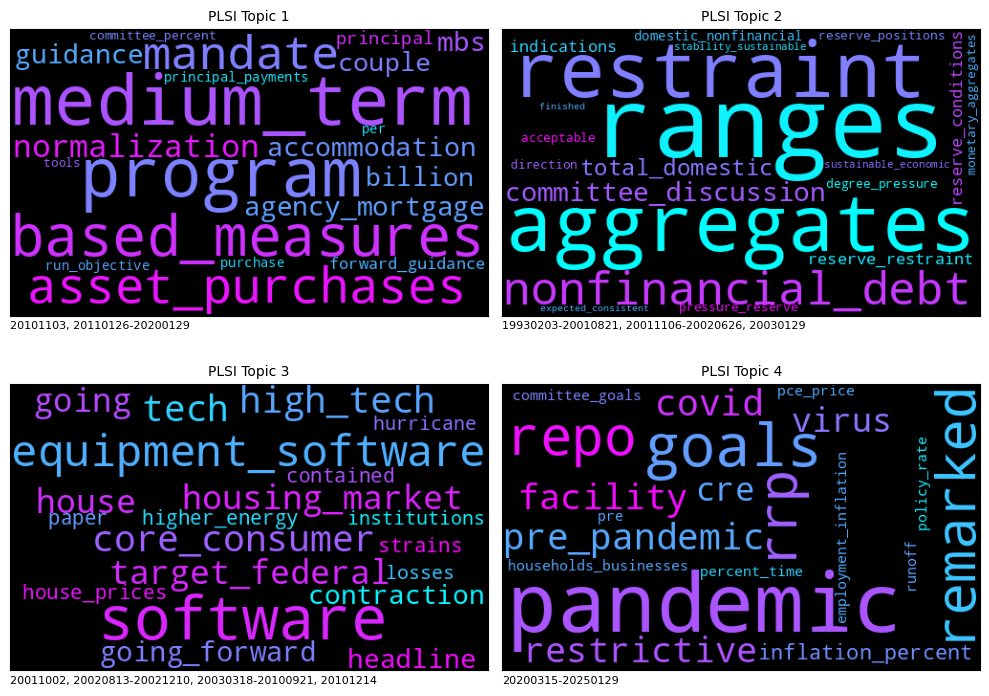 PLSI Topic 1
committee_percent
principal
mbs
guidance
mandate
couple
principal_payments
medium_term
per
normalization
accommodation
tools
program
billion
agency_mortgage
based_measures
run_objective
purchase
forward_guidance
asset_purchases
20101103, 20110126-20200129
PLSI Topic 2
domestic_nonfinancial
reserve_positions
indications
stability_sustainable
restraint
reserve_conditions
monetary_aggregates
finished
ranges
acceptable
direction
total_domestic
sustainable_economic
committee_discussion
degree_pressure
aggregates
reserve_restraint
nonfinancial_debt
expected_consistent
pressure_reserve
19930203-20010821, 20011106-20020626, 20030129
PLSI Topic 3
going
tech
high_tech
hurricane
equipment_software
contained
house
housing_market
paper
higher_energy
institutions
core_consumer
strains
target_federal
losses
house_prices
contraction
software
going_forward
headline
20011002, 20020813-20021210, 20030318-20100921, 20101214
PLSI Topic 4
committee_goals
covid
pce_price
virus
remarked
repo
goals
policy_rate
facility
cre
rrp
employment_inflation
pre
pre_pandemic
runoff
households_businesses
percent_time
pandemic
restrictive
inflation_percent
20200315-20250129